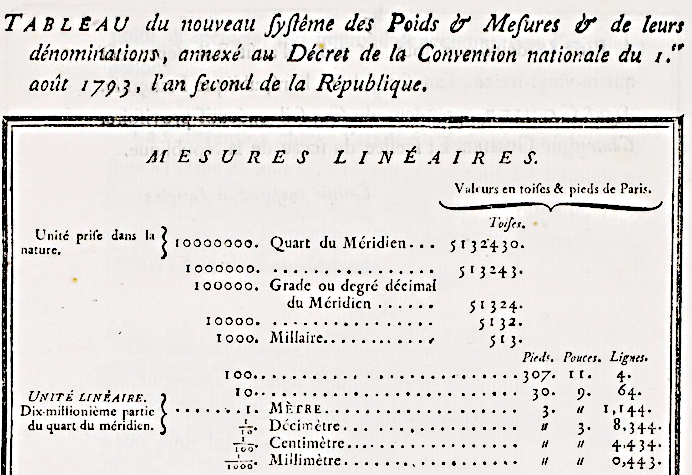 TABLEAU du nouveau ſyſtême des Poids & Meſures & de leurs
dénominations, annexé au Décret de la Convention nationale du 1.er
août 1793, l'an ſecond de la République.
MESURES LINÉAIRES.
Valeurs en toiſes & pieds de Paris.
Toiſes.
Unité priſe dans la nature. } 10000000. Quart du Méridien... 5132430.
1000000. ................ 513243.
100000. Grade ou degré décimal
du Méridien ...... 51324.
10000. ................ 5132.
1000. Millaire........... 513.
Pieds. Pouces. Lignes.
100............................ 307. 11. 4.
10............................ 30. 9. 64.
UNITÉ LINÉAIRE.
Dix-millionième partie
du quart du méridien. } ....... 1. MÈTRE................ 3. " 11,44.
1/10. Décimètre.............. " 3. 8,344.
1/100. Centimètre............. " " 4,434.
1/1000. Millimètre............. " " 0,443.